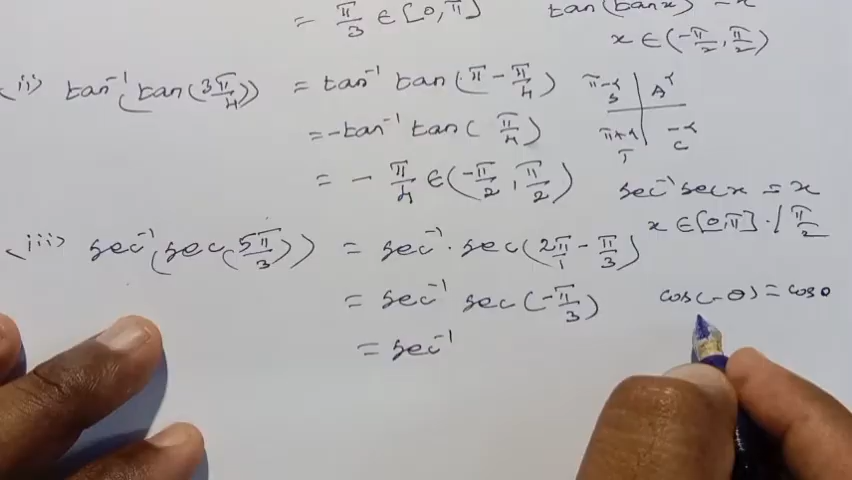 = π/3 ∈ [0, π]
tan⁻¹(tan x) = x
x ∈ (-π/2, π/2)
(ii) tan⁻¹(tan(3π/4)) = tan⁻¹ tan(π - π/4)
π-α S | A α
π+α T | -α C
= - tan⁻¹ tan(π/4)
= - π/4 ∈ (-π/2, π/2)
sec⁻¹ sec x = x
x ∈ [0, π] · | π/2
(iii) sec⁻¹(sec(5π/3)) = sec⁻¹ · sec(2π/1 - π/3)
= sec⁻¹ sec(-π/3)
cos(-θ) = cos θ
= sec⁻¹